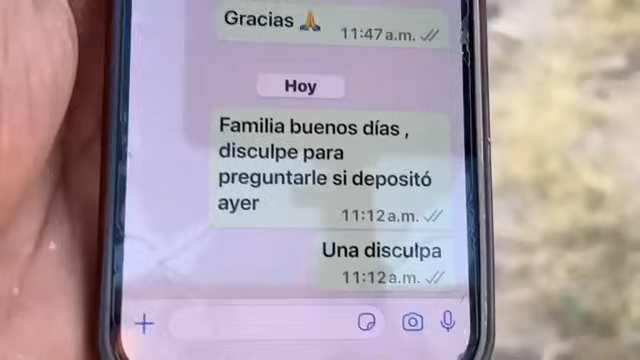 Gracias 🙏
11:47 a.m.
Hoy
Familia buenos días ,
disculpe para
preguntarle si depositó
ayer
11:12 a.m.
Una disculpa
11:12 a.m.